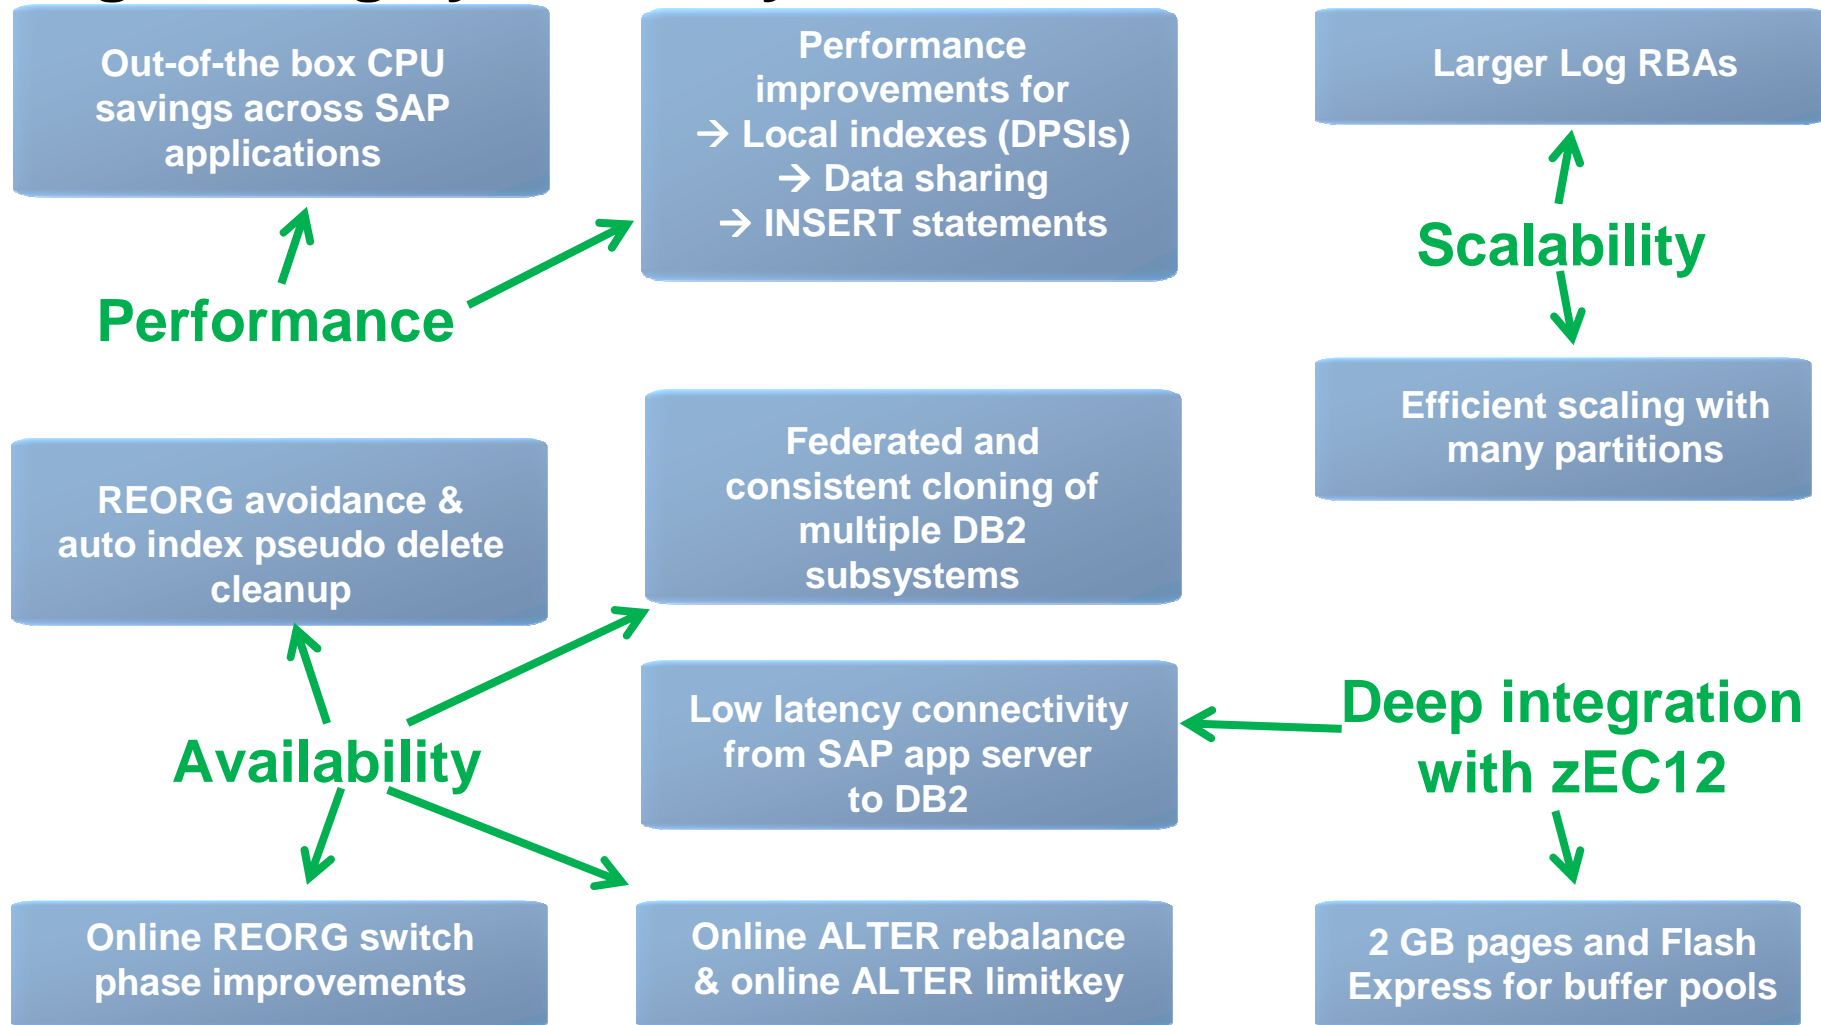 Out-of-the box CPU
savings across SAP
applications
Performance
improvements for
→ Local indexes (DPSIs)
→ Data sharing
→ INSERT statements
Larger Log RBAs
Scalability
Performance
Efficient scaling with
many partitions
Federated and
consistent cloning of
multiple DB2
subsystems
REORG avoidance &
auto index pseudo delete
cleanup
Low latency connectivity
from SAP app server
to DB2
Deep integration
with zEC12
Availability
Online REORG switch
phase improvements
Online ALTER rebalance
& online ALTER limitkey
2 GB pages and Flash
Express for buffer pools